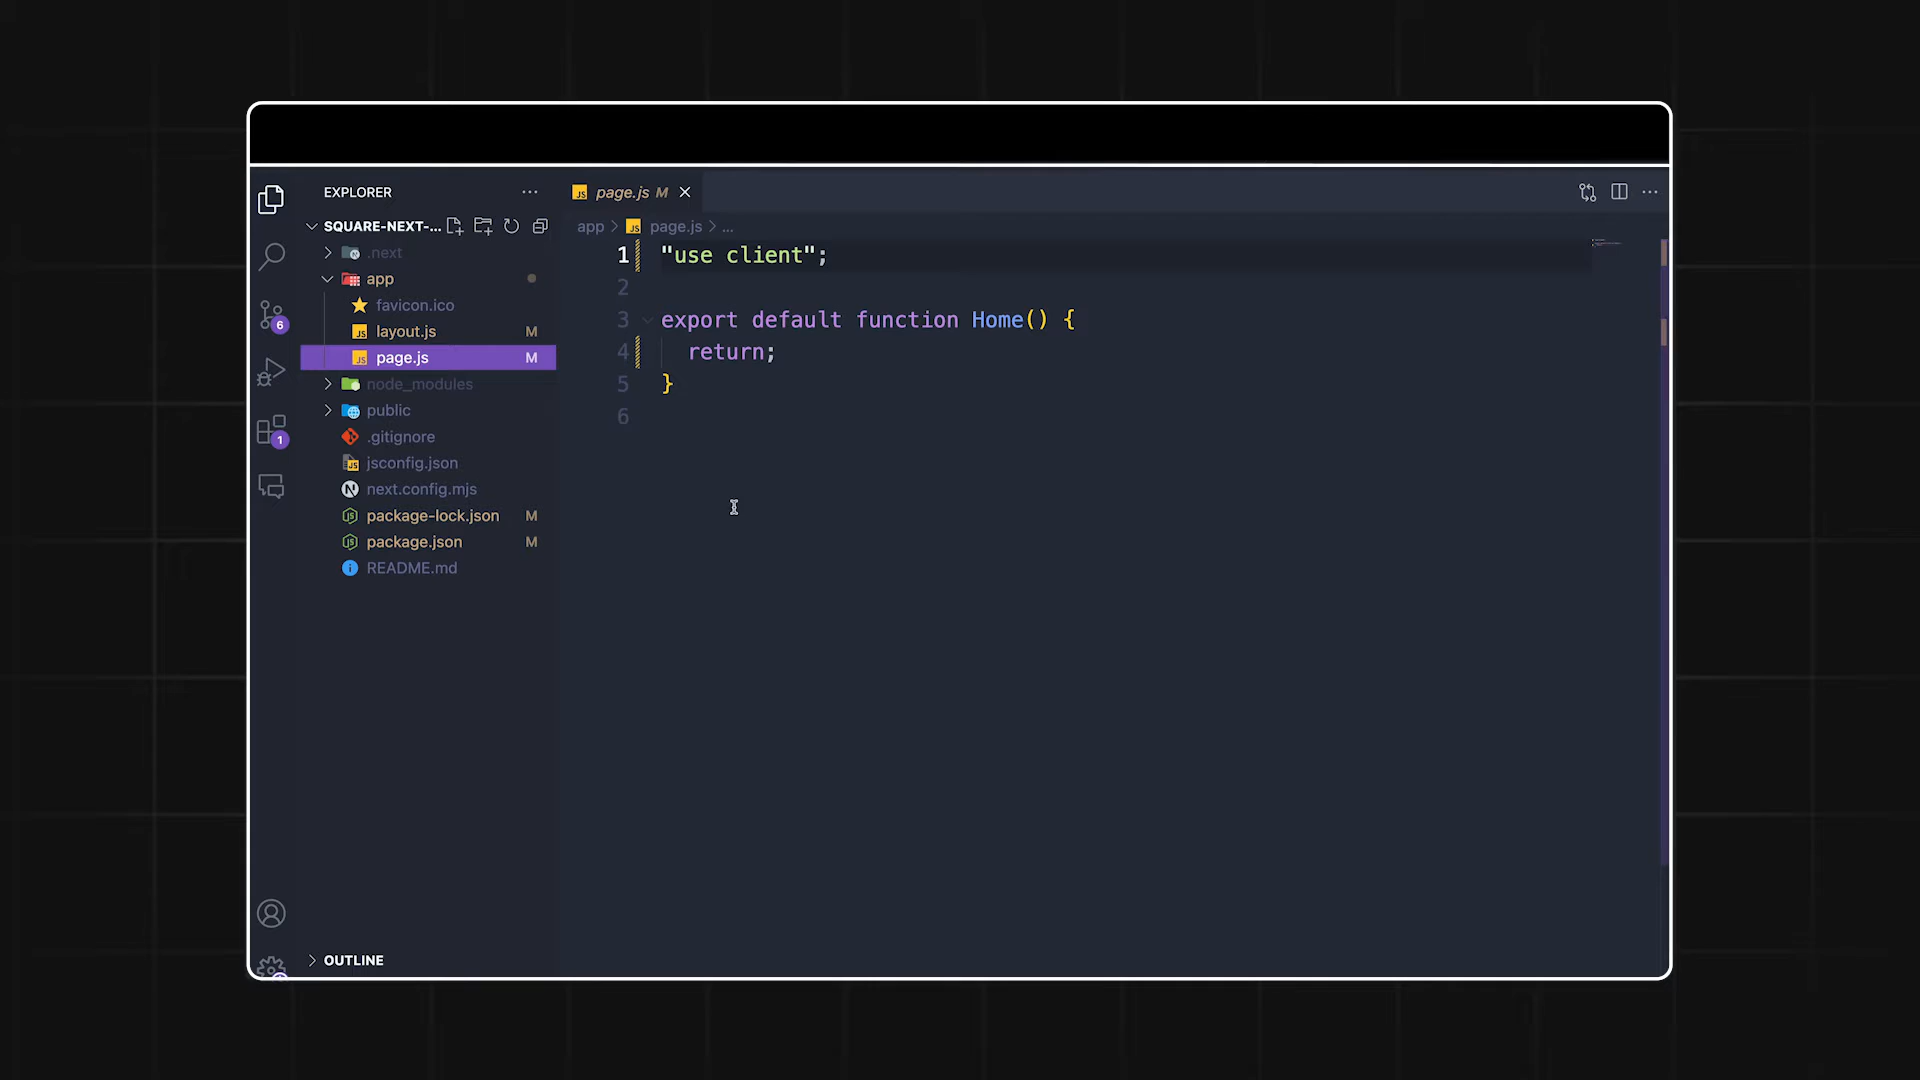 EXPLORER
SQUARE-NEXT-...
.next
app
favicon.ico
layout.js M
page.js M
node_modules
public
.gitignore
jsconfig.json
next.config.mjs
package-lock.json M
package.json M
README.md
OUTLINE
6
1
page.js M
app > page.js > ...
1 "use client";
2
3 export default function Home() {
4 return;
5 }
6